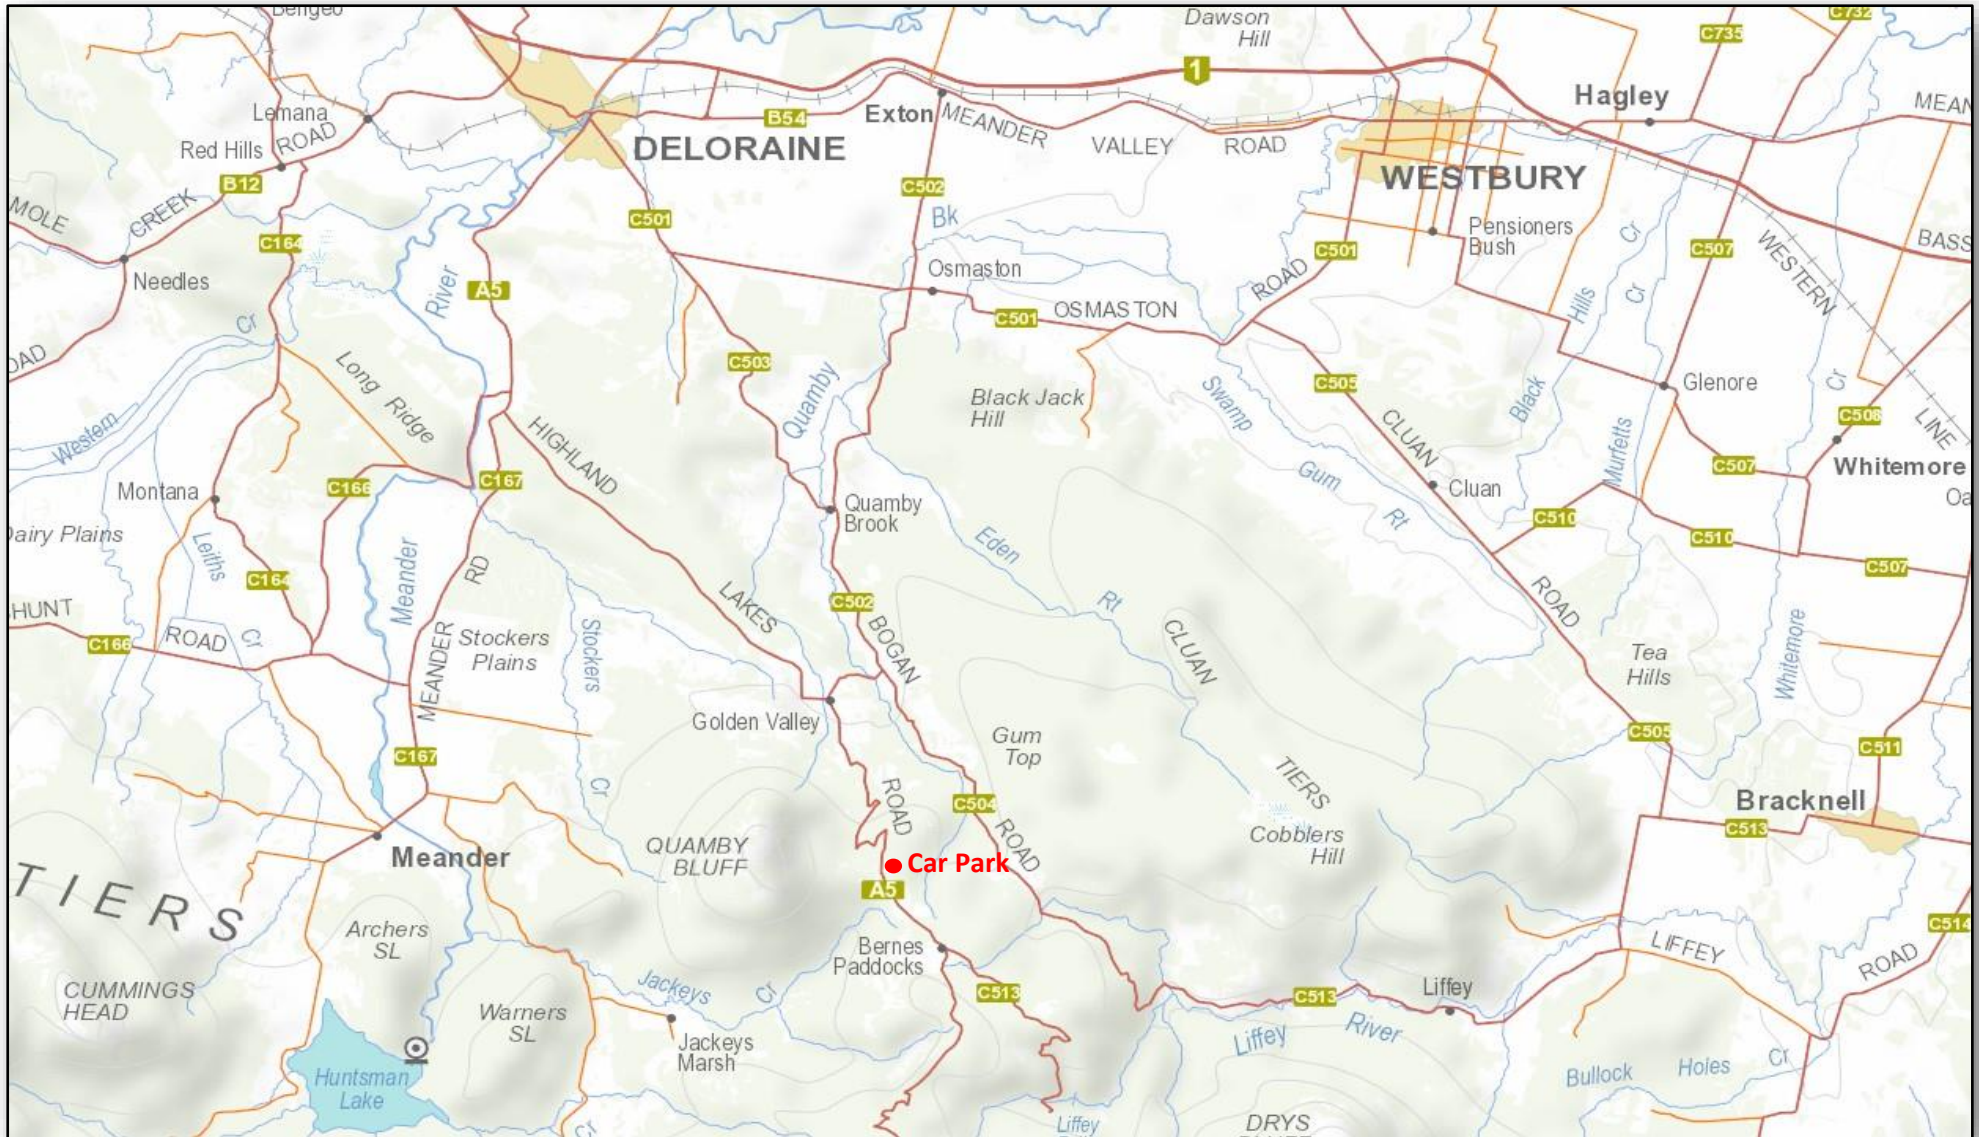 Dawson
Hill
C732
C735
1
Hagley
Lemana
Exton
B54
MEANDER
VALLEY
ROAD
ROAD
Red Hills
DELORAINE
WESTBURY
B12
C502
MOLE
CREEK
C501
Bk
Pensioners
Bush
Cr
C164
C501
C507
WESTERN
Needles
River
A5
Osmaston
ROAD
Hills
Cr
C501
OSMASTON
Cr
Long Ridge
C503
Quamby
Black Jack
Hill
Swamp
C505
Black
Glenore
Cr
C508
LINE
Western
HIGHLAND
CLUAN
Murfetts
Whitemore
Montana
C166
C167
Quamby
Brook
Gum
Rt
Cluan
C507
C510
C510
Leiths
Eden
C164
Meander
RD
C507
LAKES
C502
Rt
ROAD
C166
ROAD
Cr
Stockers
Plains
MEANDER
Stockers
BOGAN
CLUAN
Tea
Hills
Whitemore
Golden Valley
Gum
Top
C505
C511
C167
Cr
ROAD
C504
TIERS
Bracknell
C513
Meander
QUAMBY
BLUFF
ROAD
Cobblers
Hill
Car Park
A5
TIERS
Archers
SL
Bernes
Paddocks
LIFFEY
C514
ROAD
CUMMINGS
HEAD
Jackeys
Cr
C513
C513
Liffey
Warners
SL
Jackeys
Marsh
Liffey
River
Huntsman
Lake
Bullock
Holes
Cr
Liffey
DRYS